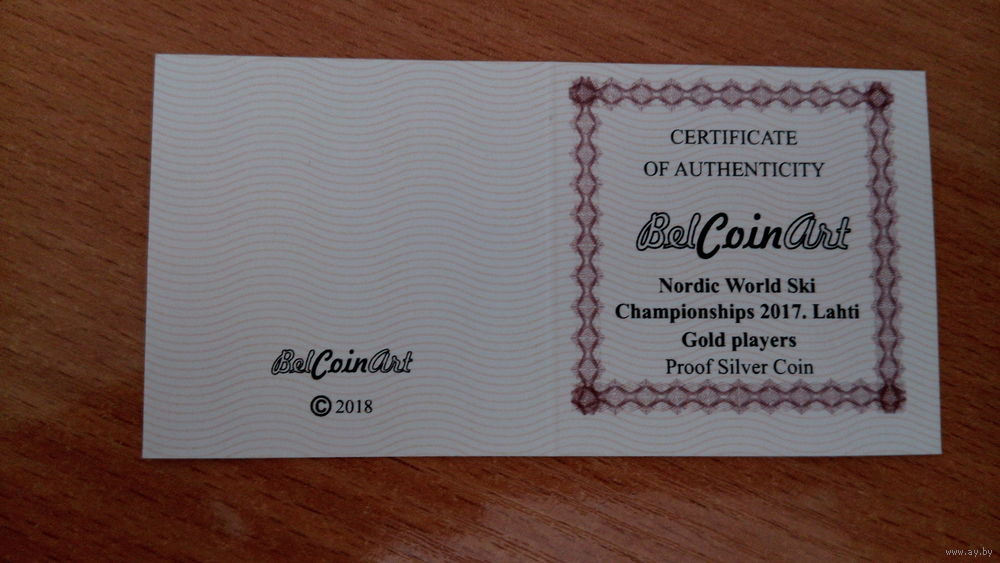 BelCoinArt
© 2018
CERTIFICATE
OF AUTHENTICITY
BelCoinArt
Nordic World Ski
Championships 2017. Lahti
Gold players
Proof Silver Coin
www.ay.by